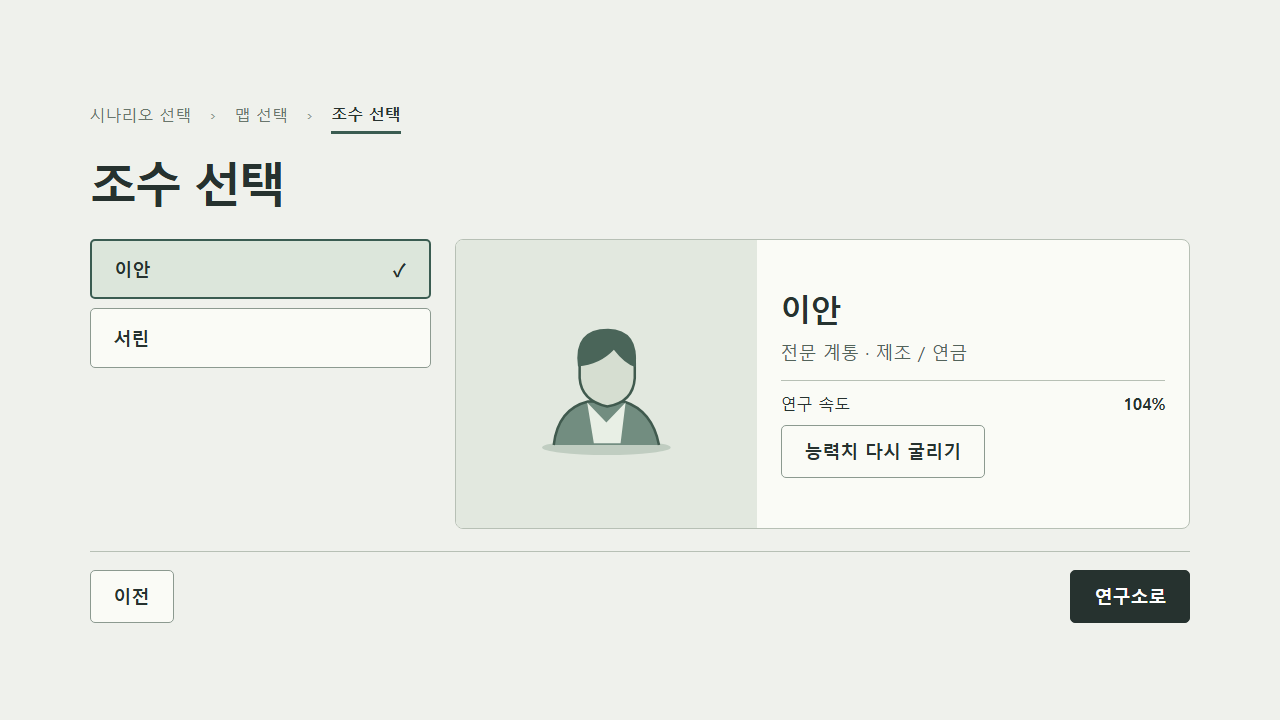 시나리오 선택 › 맵 선택 › 조수 선택
조수 선택
이안 ✓
서린
이안
전문 계통 · 제조 / 연금
연구 속도 104%
능력치 다시 굴리기
이전
연구소로